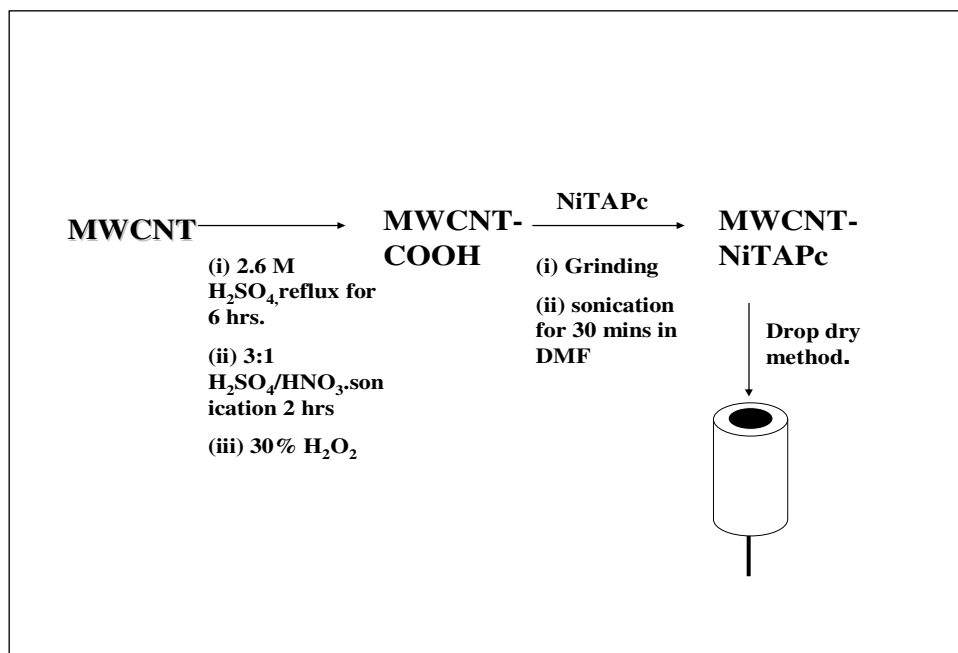 MWCNT
(i) 2.6 M
H₂SO₄,reflux for
6 hrs.
(ii) 3:1
H₂SO₄/HNO₃.son
ication 2 hrs
(iii) 30% H₂O₂
MWCNT-
COOH
NiTAPc
(i) Grinding
(ii) sonication
for 30 mins in
DMF
MWCNT-
NiTAPc
Drop dry
method.